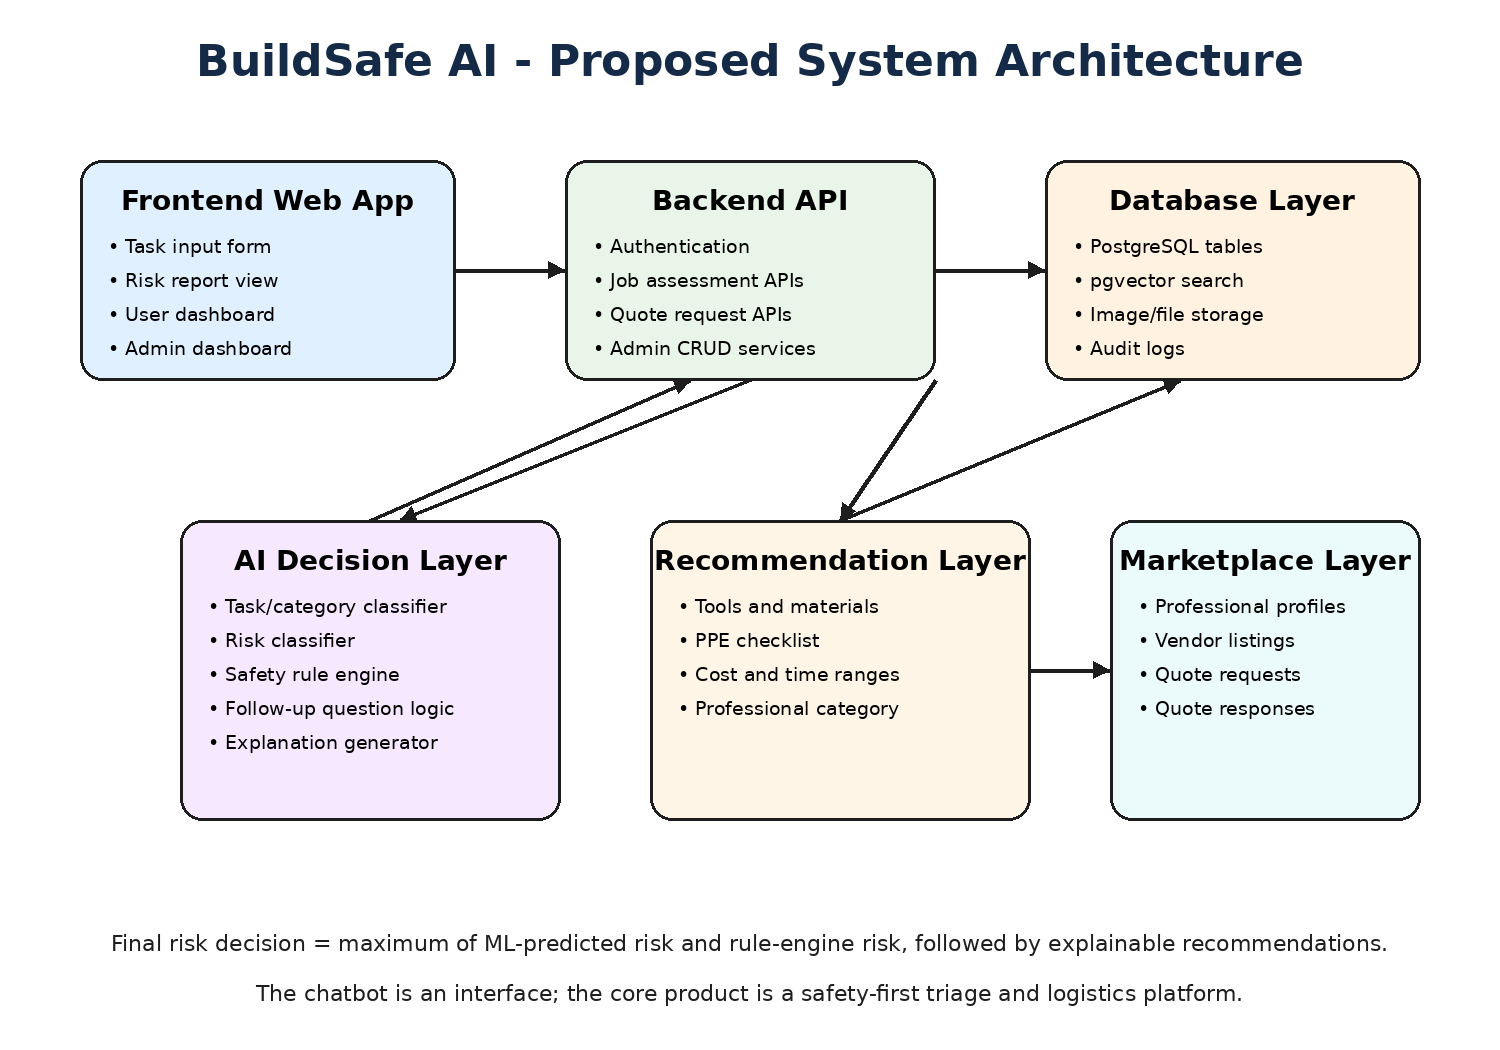 BuildSafe AI - Proposed System Architecture
Frontend Web App
• Task input form
• Risk report view
• User dashboard
• Admin dashboard
Backend API
• Authentication
• Job assessment APIs
• Quote request APIs
• Admin CRUD services
Database Layer
• PostgreSQL tables
• pgvector search
• Image/file storage
• Audit logs
AI Decision Layer
• Task/category classifier
• Risk classifier
• Safety rule engine
• Follow-up question logic
• Explanation generator
Recommendation Layer
• Tools and materials
• PPE checklist
• Cost and time ranges
• Professional category
Marketplace Layer
• Professional profiles
• Vendor listings
• Quote requests
• Quote responses
Final risk decision = maximum of ML-predicted risk and rule-engine risk, followed by explainable recommendations.
The chatbot is an interface; the core product is a safety-first triage and logistics platform.